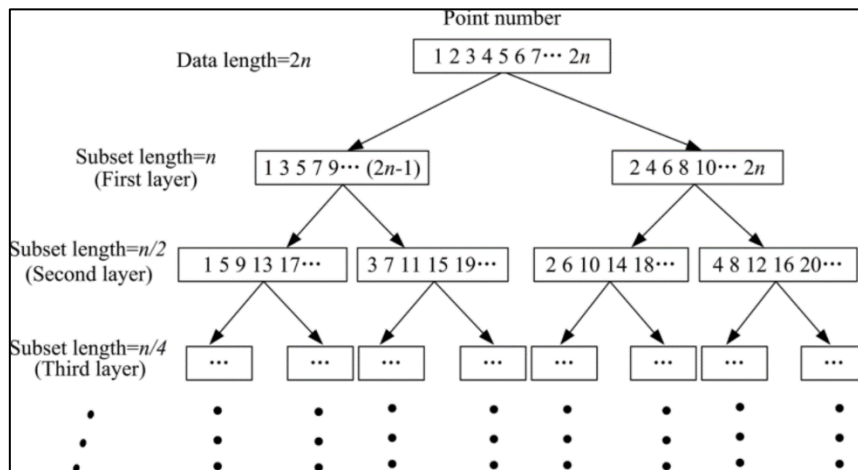 Point number
Data length=2n
1 2 3 4 5 6 7⋯ 2n
Subset length=n
(First layer)
1 3 5 7 9⋯ (2n-1)
2 4 6 8 10⋯ 2n
Subset length=n/2
(Second layer)
1 5 9 13 17⋯
3 7 11 15 19⋯
2 6 10 14 18⋯
4 8 12 16 20⋯
Subset length=n/4
(Third layer)
⋯
⋯
⋯
⋯
⋯
⋯
⋯
⋯